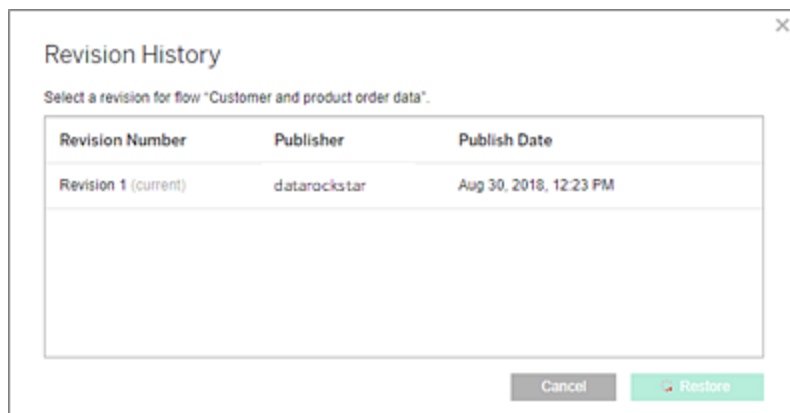 Revision History
Select a revision for flow “Customer and product order data”.
Revision Number Publisher Publish Date
Revision 1 (current) datarockstar Aug 30, 2018, 12:23 PM
Cancel Restore